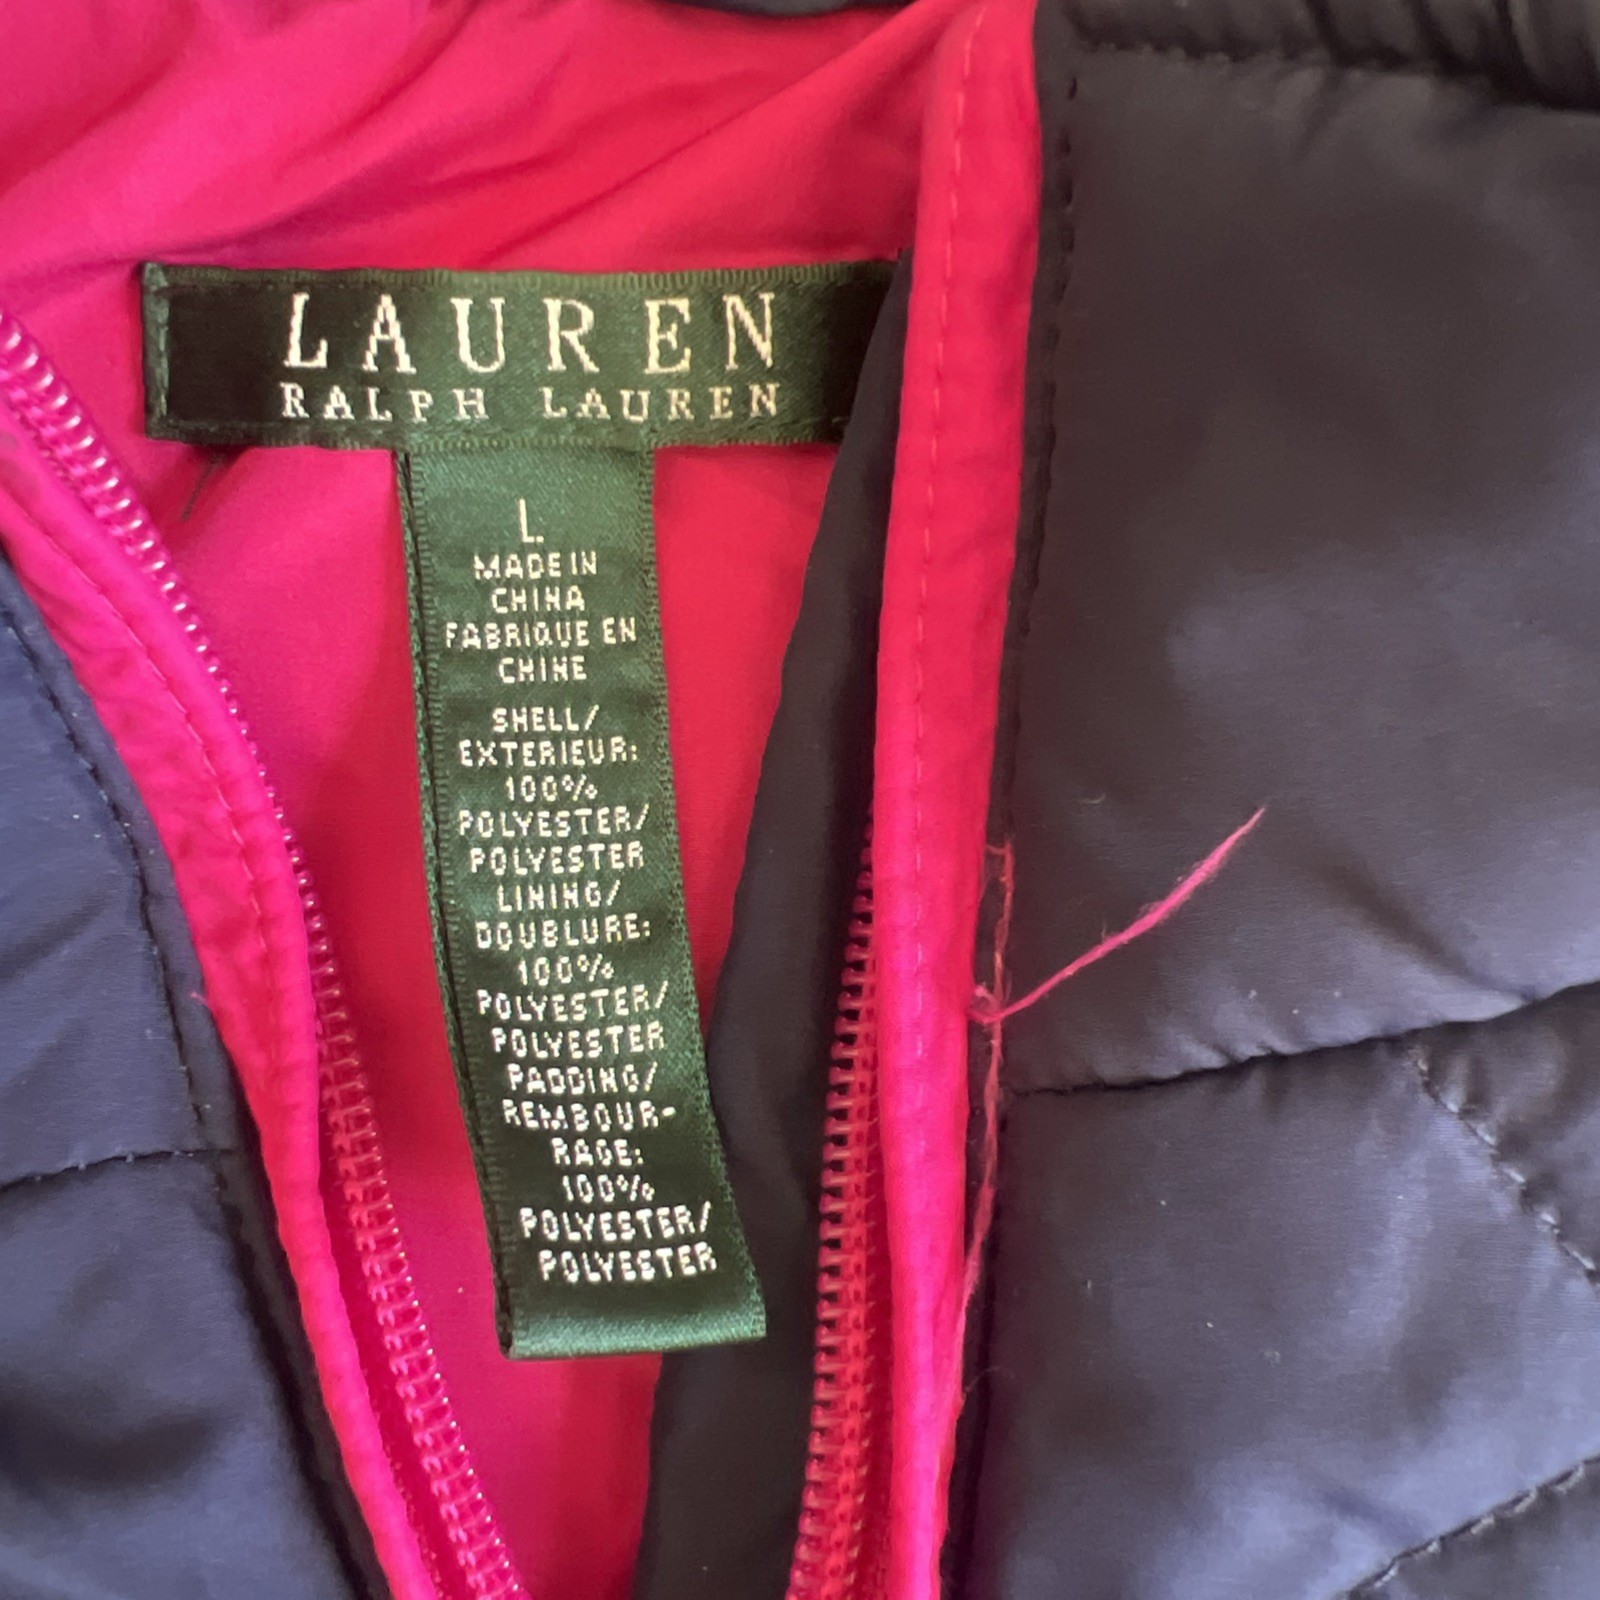 LAUREN
RALPH LAUREN
L
MADE IN
CHINA
FABRIQUE EN
CHINE
SHELL/
EXTERIEUR:
100%
POLYESTER/
POLYESTER
LINING/
DOUBLURE:
100%
POLYESTER/
POLYESTER
PADDING/
REMBOUR-
RAGE:
100%
POLYESTER/
POLYESTER